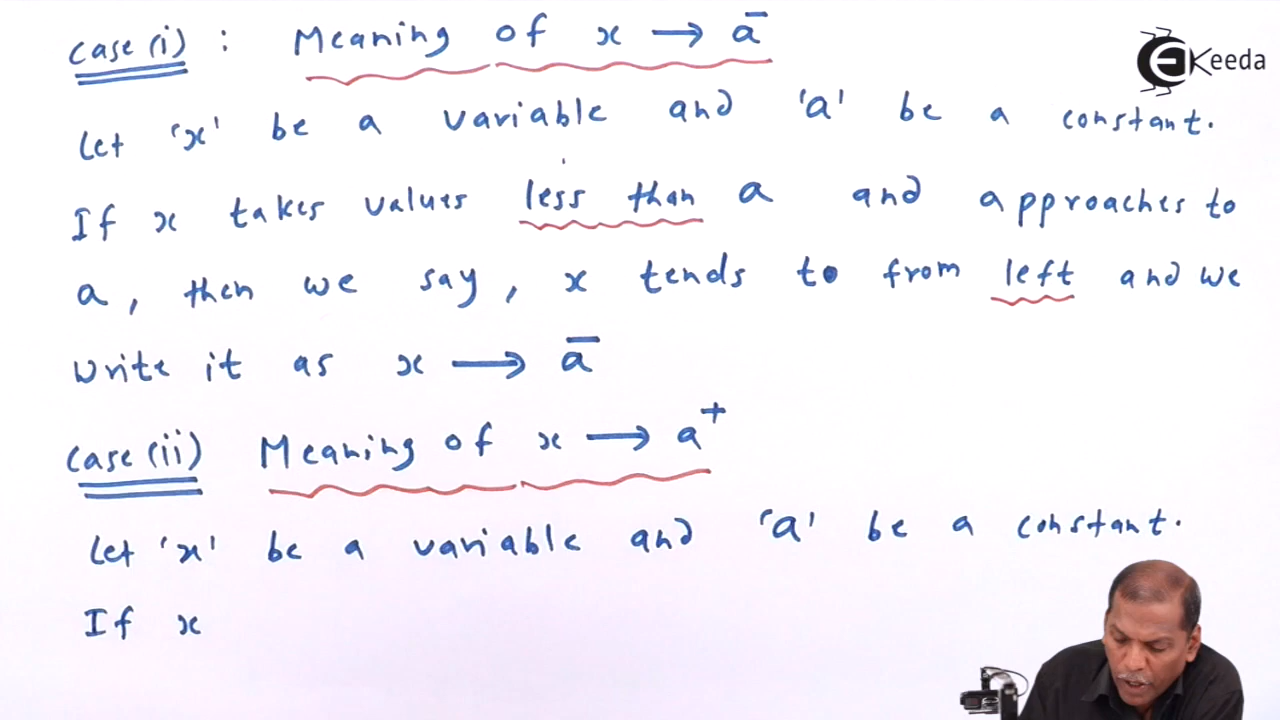 case (i) : Meaning of x → a⁻
EKeeda
Let 'x' be a variable and 'a' be a constant.
If x takes values less than a and approaches to
a, then we say, x tends to from left and we
write it as x → a⁻
case (ii) Meaning of x → a⁺
Let 'x' be a variable and 'a' be a constant.
If x